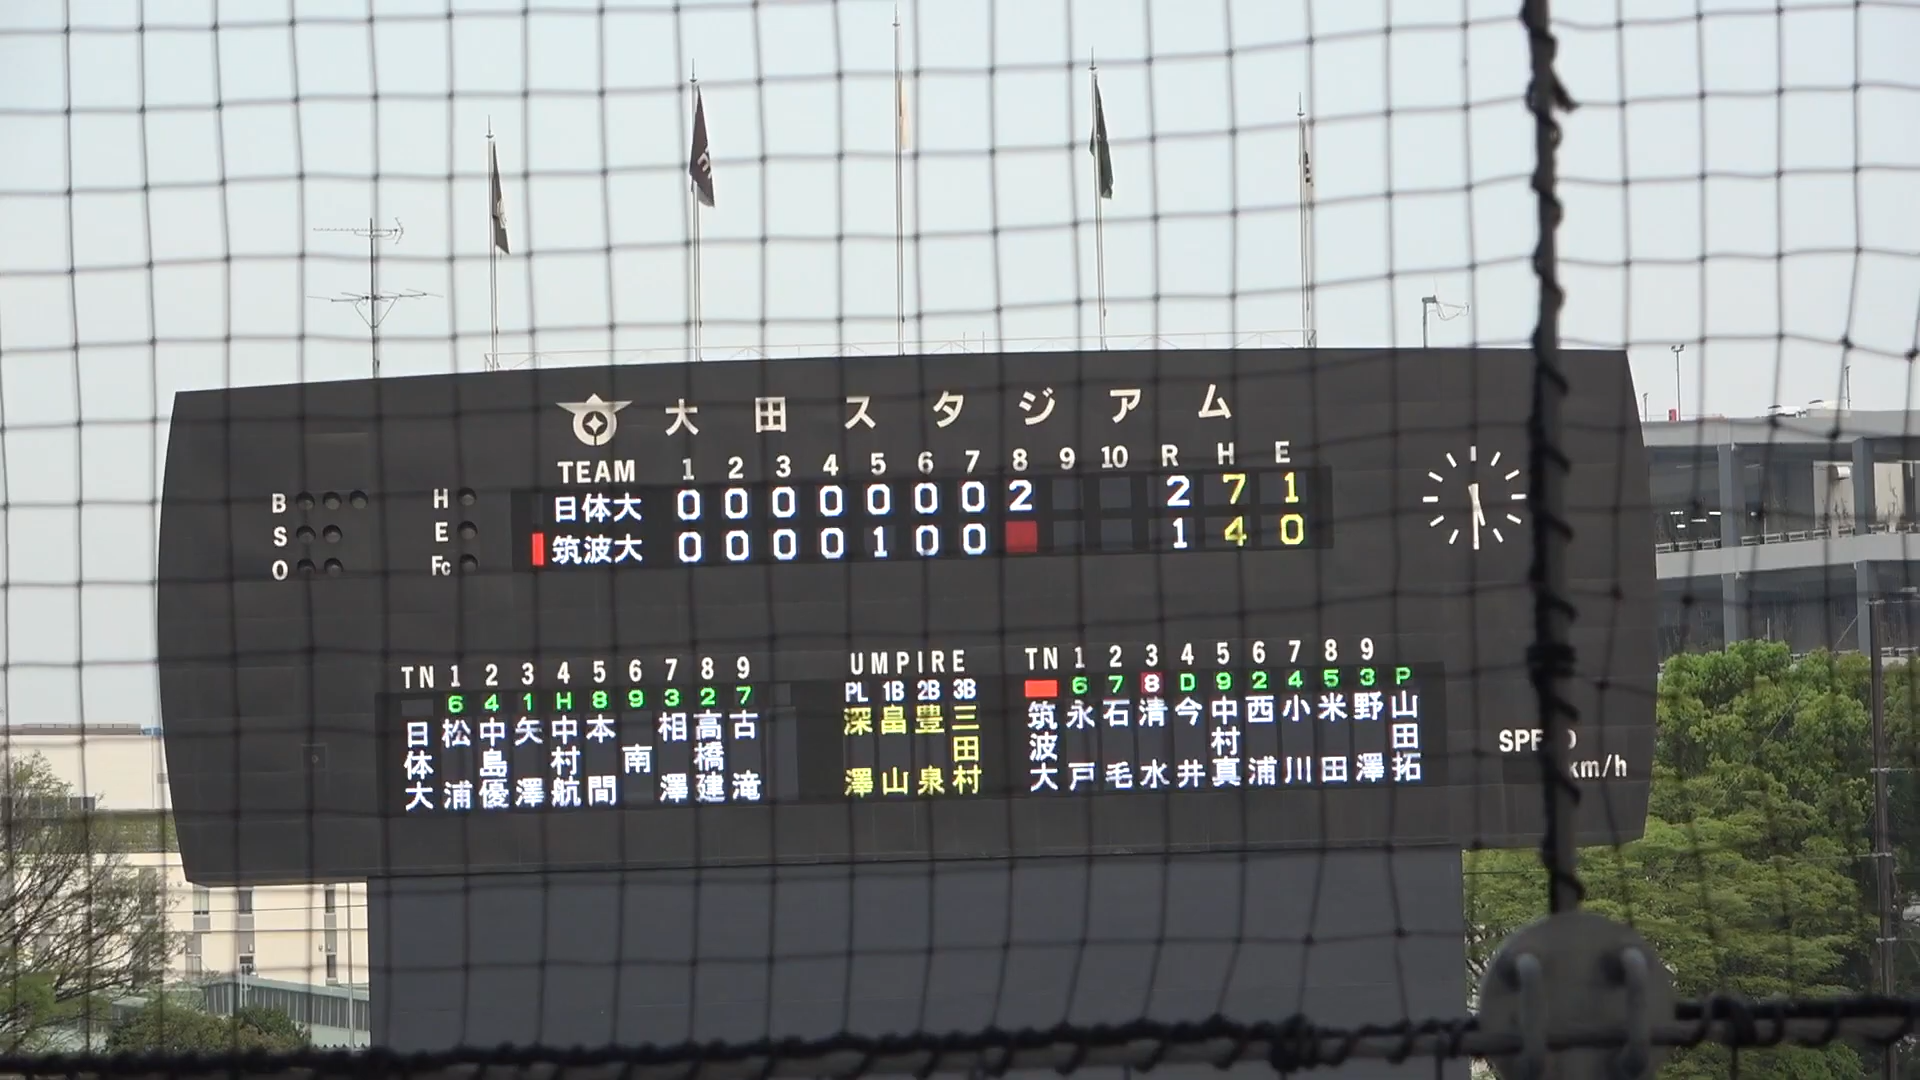 大田スタジアム
TEAM 1 2 3 4 5 6 7 8 9 10 R H E
B H 日体大 0 0 0 0 0 0 0 2 2 7 1
S E 筑波大 0 0 0 0 1 0 0 1 4 0
O Fc
TN 1 2 3 4 5 6 7 8 9
6 4 1 H 8 9 3 2 7
日体大 松浦 中島優 矢澤 中村航 本間 南 相澤 高橋建 古滝
UMPIRE
PL 1B 2B 3B
深澤 畠山 豊泉 三田村
TN 1 2 3 4 5 6 7 8 9
6 7 8 D 9 2 4 5 3 P
筑波大 永戸 石毛 清水 今井 中村真 西浦 小川 米田 野澤 山田拓
km/h